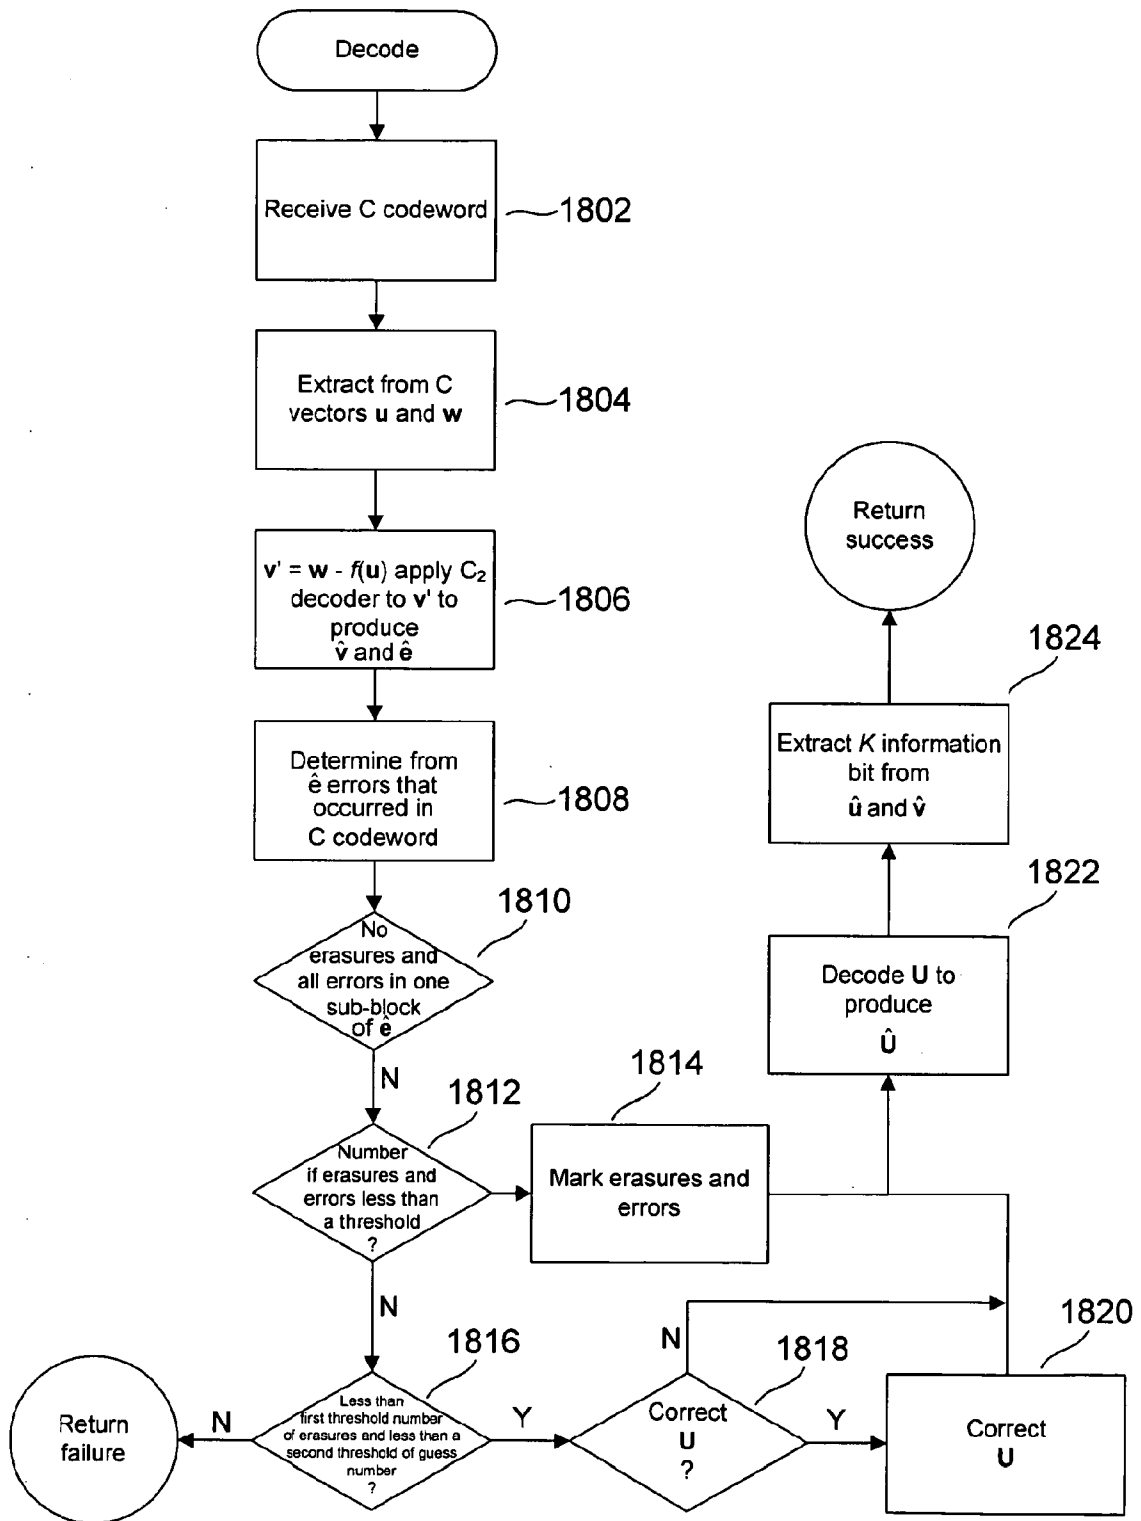 Decode
Receive C codeword
1802
Extract from C
vectors u and w
1804
v' = w - f(u) apply C₂
decoder to v' to
produce
v̂ and ê
1806
Determine from
ê errors that
occurred in
C codeword
1808
No
erasures and
all errors in one
sub-block
of ê
1810
N
Number
if erasures and
errors less than
a threshold
?
1812
Mark erasures and
errors
1814
N
Less than
first threshold number
of erasures and less than a
second threshold of guess
number
?
1816
N
Return
failure
Y
Correct
U
?
1818
N
Y
Correct
U
1820
Decode U to
produce
Û
1822
Extract K information
bit from
û and v̂
1824
Return
success